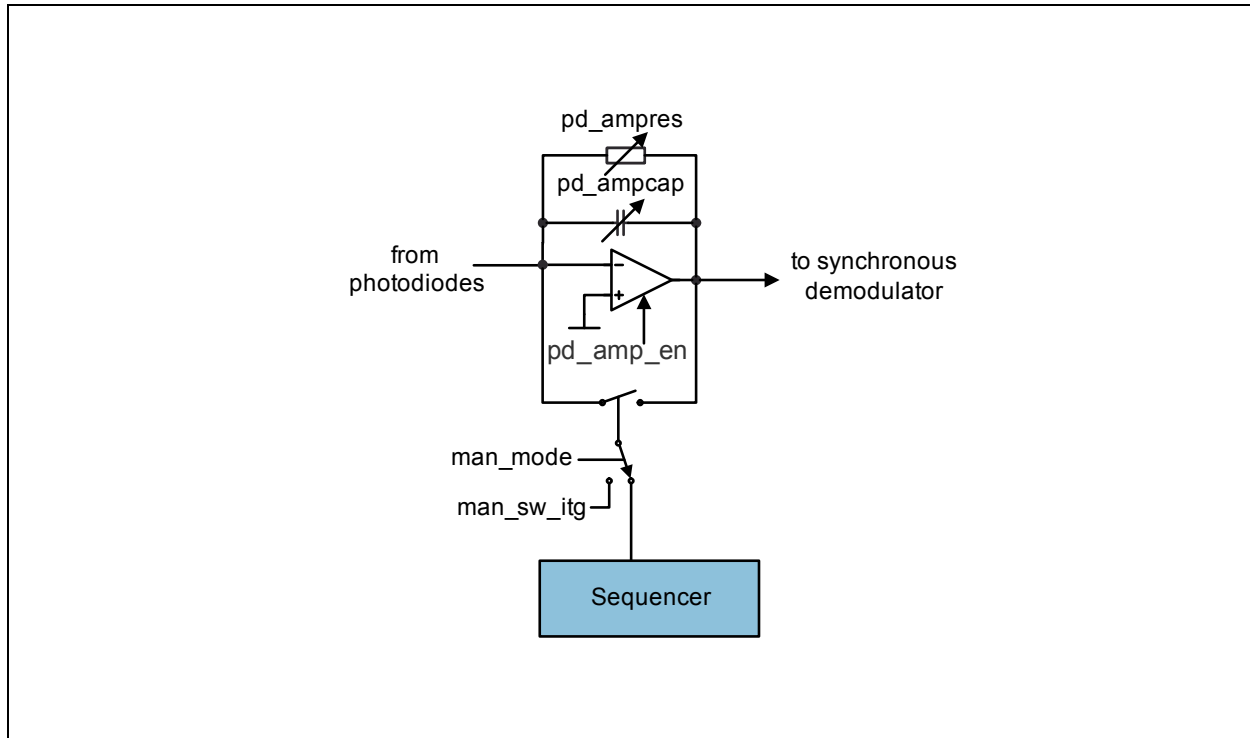 pd_ampres
pd_ampcap
from
photodiodes
to synchronous
demodulator
pd_amp_en
man_mode
man_sw_itg
Sequencer